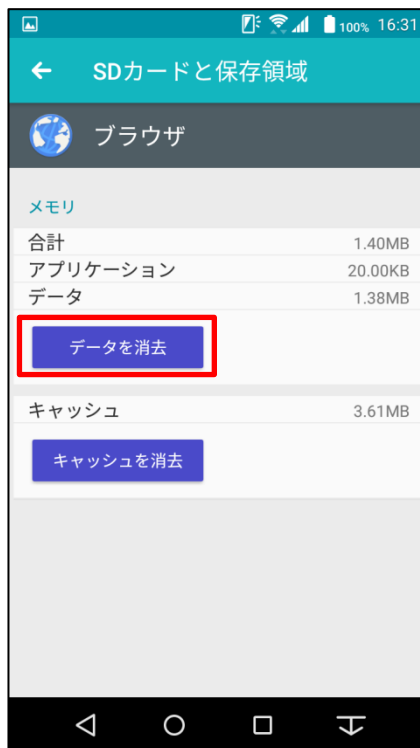 100% 16:31
SDカードと保存領域
ブラウザ
メモリ
合計 1.40MB
アプリケーション 20.00KB
データ 1.38MB
データを消去
キャッシュ 3.61MB
キャッシュを消去